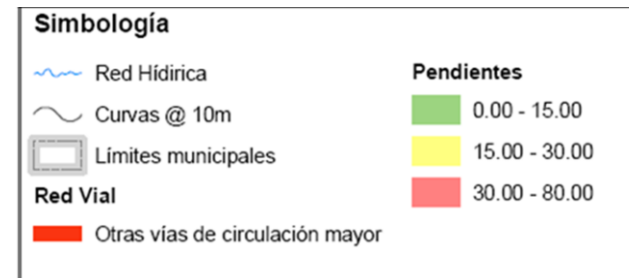 Simbología
Red Hídirica
Curvas @ 10m
Límites municipales
Red Vial
Otras vías de circulación mayor
Pendientes
0.00 - 15.00
15.00 - 30.00
30.00 - 80.00